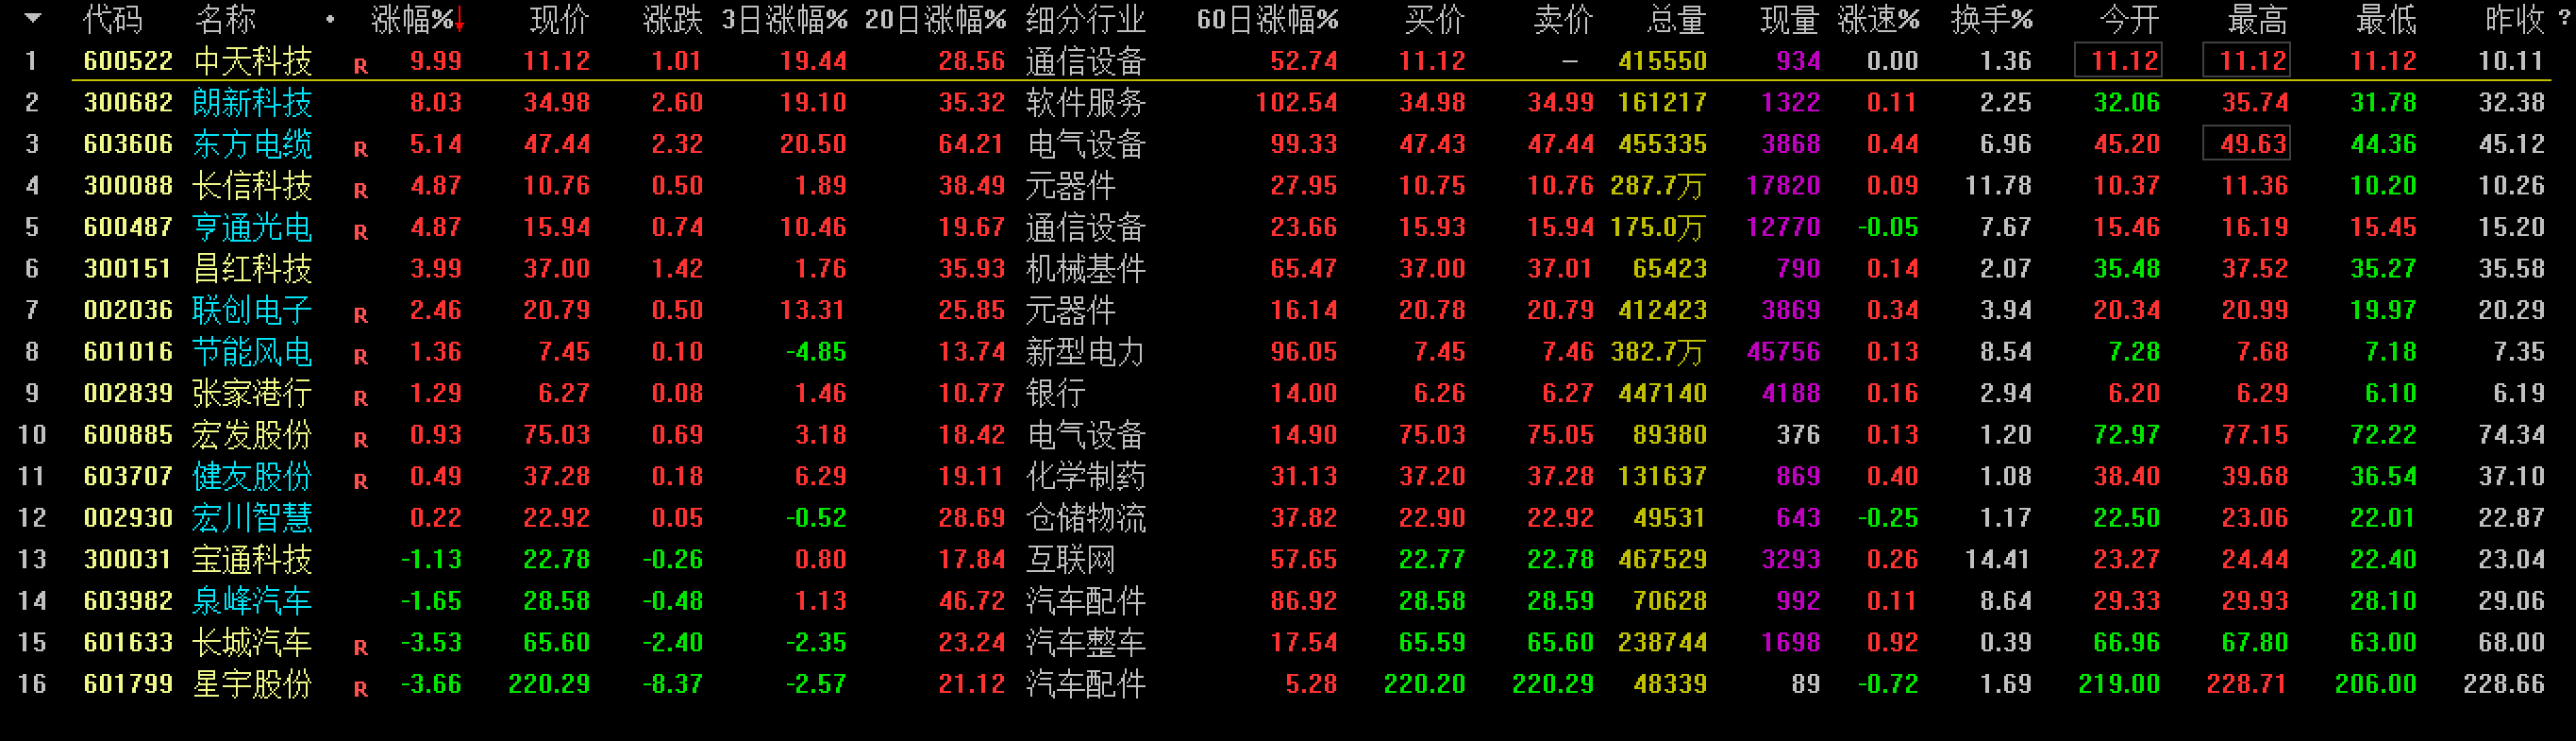 代码 名称 • 涨幅%↓ 现价 涨跌 3日涨幅% 20日涨幅% 细分行业 60日涨幅% 买价 卖价 总量 现量 涨速% 换手% 今开 最高 最低 昨收 ?
1 600522 中天科技 R 9.99 11.12 1.01 19.44 28.56 通信设备 52.74 11.12 – 415550 934 0.00 1.36 11.12 11.12 11.12 10.11
2 300682 朗新科技 8.03 34.98 2.60 19.10 35.32 软件服务 102.54 34.98 34.99 161217 1322 0.11 2.25 32.06 35.74 31.78 32.38
3 603606 东方电缆 R 5.14 47.44 2.32 20.50 64.21 电气设备 99.33 47.43 47.44 455335 3868 0.44 6.96 45.20 49.63 44.36 45.12
4 300088 长信科技 R 4.87 10.76 0.50 1.89 38.49 元器件 27.95 10.75 10.76 287.7万 17820 0.09 11.78 10.37 11.36 10.20 10.26
5 600487 亨通光电 R 4.87 15.94 0.74 10.46 19.67 通信设备 23.66 15.93 15.94 175.0万 12770 -0.05 7.67 15.46 16.19 15.45 15.20
6 300151 昌红科技 3.99 37.00 1.42 1.76 35.93 机械基件 65.47 37.00 37.01 65423 790 0.14 2.07 35.48 37.52 35.27 35.58
7 002036 联创电子 R 2.46 20.79 0.50 13.31 25.85 元器件 16.14 20.78 20.79 412423 3869 0.34 3.94 20.34 20.99 19.97 20.29
8 601016 节能风电 R 1.36 7.45 0.10 -4.85 13.74 新型电力 96.05 7.45 7.46 382.7万 45756 0.13 8.54 7.28 7.68 7.18 7.35
9 002839 张家港行 R 1.29 6.27 0.08 1.46 10.77 银行 14.00 6.26 6.27 447140 4188 0.16 2.94 6.20 6.29 6.10 6.19
10 600885 宏发股份 R 0.93 75.03 0.69 3.18 18.42 电气设备 14.90 75.03 75.05 89380 376 0.13 1.20 72.97 77.15 72.22 74.34
11 603707 健友股份 R 0.49 37.28 0.18 6.29 19.11 化学制药 31.13 37.20 37.28 131637 869 0.40 1.08 38.40 39.68 36.54 37.10
12 002930 宏川智慧 0.22 22.92 0.05 -0.52 28.69 仓储物流 37.82 22.90 22.92 49531 643 -0.25 1.17 22.50 23.06 22.01 22.87
13 300031 宝通科技 -1.13 22.78 -0.26 0.80 17.84 互联网 57.65 22.77 22.78 467529 3293 0.26 14.41 23.27 24.44 22.40 23.04
14 603982 泉峰汽车 -1.65 28.58 -0.48 1.13 46.72 汽车配件 86.92 28.58 28.59 70628 992 0.11 8.64 29.33 29.93 28.10 29.06
15 601633 长城汽车 R -3.53 65.60 -2.40 -2.35 23.24 汽车整车 17.54 65.59 65.60 238744 1698 0.92 0.39 66.96 67.80 63.00 68.00
16 601799 星宇股份 R -3.66 220.29 -8.37 -2.57 21.12 汽车配件 5.28 220.20 220.29 48339 89 -0.72 1.69 219.00 228.71 206.00 228.66